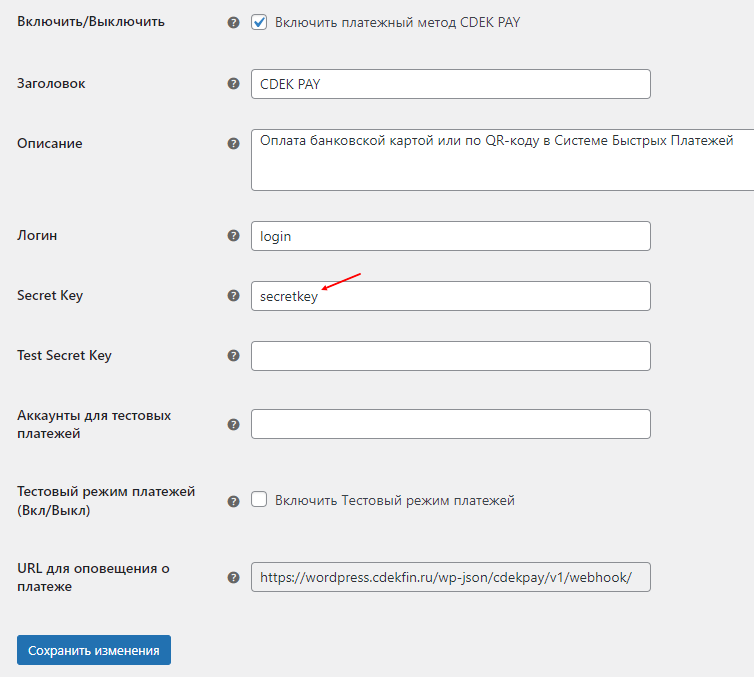 Включить/Выключить
Включить платежный метод CDEK PAY
Заголовок
CDEK PAY
Описание
Оплата банковской картой или по QR-коду в Системе Быстрых Платежей
Логин
login
Secret Key
secretkey
Test Secret Key
Аккаунты для тестовых
платежей
Тестовый режим платежей
(Вкл/Выкл)
Включить Тестовый режим платежей
URL для оповещения о
платеже
https://wordpress.cdekfin.ru/wp-json/cdekpay/v1/webhook/
Сохранить изменения